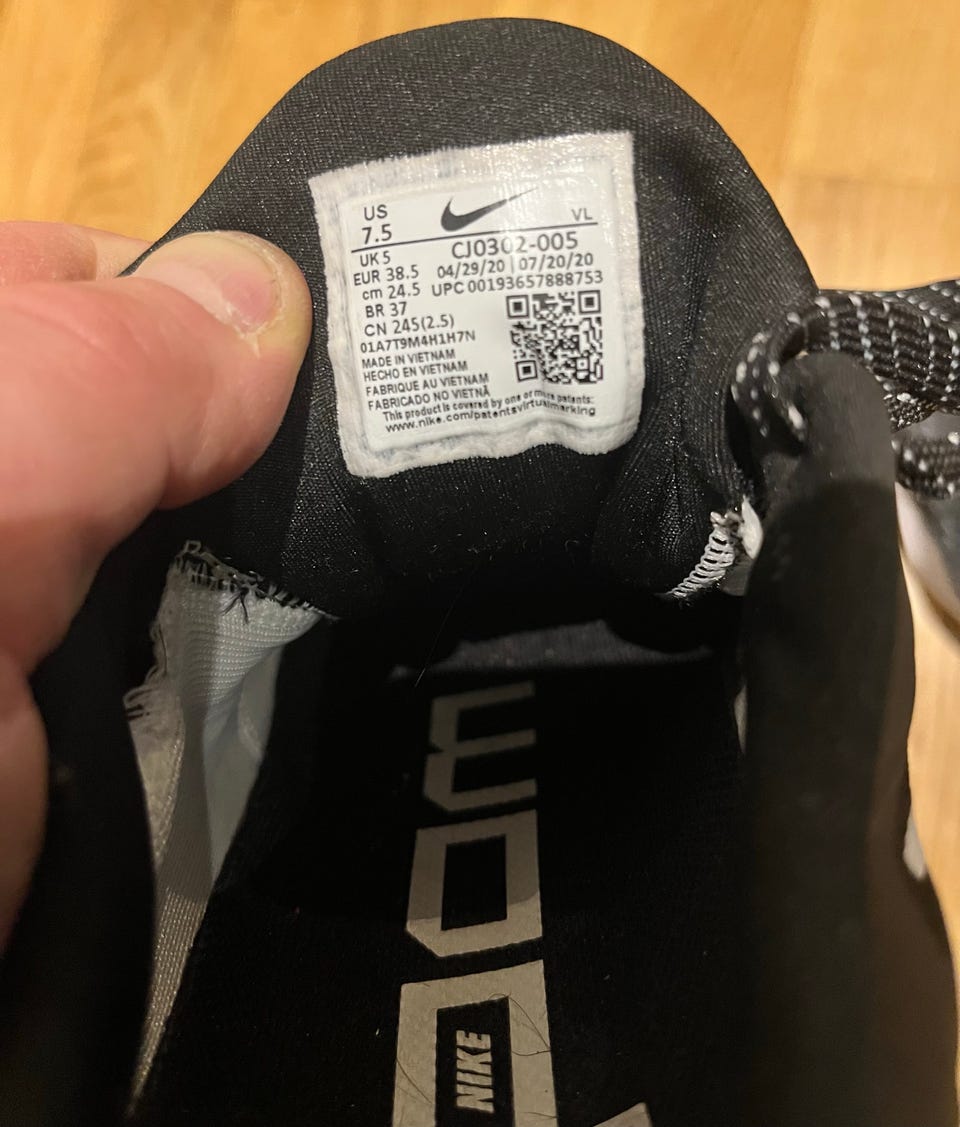 US
7.5
VL
UK 5
CJ0302-005
EUR 38.5
04/29/20 | 07/20/20
cm 24.5
UPC 00193657888753
BR 37
CN 245(2.5)
01A7T9M4H1H7N
MADE IN VIETNAM
HECHO EN VIETNAM
FABRIQUE AU VIETNAM
FABRICADO NO VIETNÃ
This product is covered by one or more patents:
www.nike.com/patentsvirtualmarking
NIKE